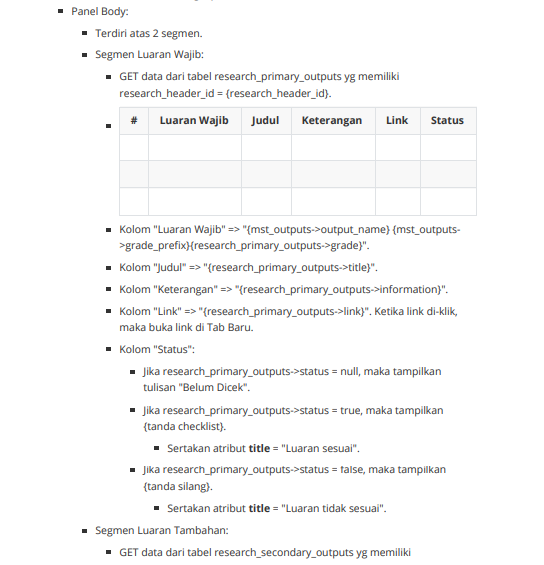 Panel Body:
Terdiri atas 2 segmen.
Segmen Luaran Wajib:
GET data dari tabel research_primary_outputs yg memiliki
research_header_id = {research_header_id}.
# Luaran Wajib Judul Keterangan Link Status
Kolom "Luaran Wajib" => "{mst_outputs->output_name} {mst_outputs-
>grade_prefix}{research_primary_outputs->grade}".
Kolom "Judul" => "{research_primary_outputs->title}".
Kolom "Keterangan" => "{research_primary_outputs->information}".
Kolom "Link" => "{research_primary_outputs->link}". Ketika link di-klik,
maka buka link di Tab Baru.
Kolom "Status":
Jika research_primary_outputs->status = null, maka tampilkan
tulisan "Belum Dicek".
Jika research_primary_outputs->status = true, maka tampilkan
{tanda checklist}.
Sertakan atribut title = "Luaran sesuai".
Jika research_primary_outputs->status = false, maka tampilkan
{tanda silang}.
Sertakan atribut title = "Luaran tidak sesuai".
Segmen Luaran Tambahan:
GET data dari tabel research_secondary_outputs yg memiliki